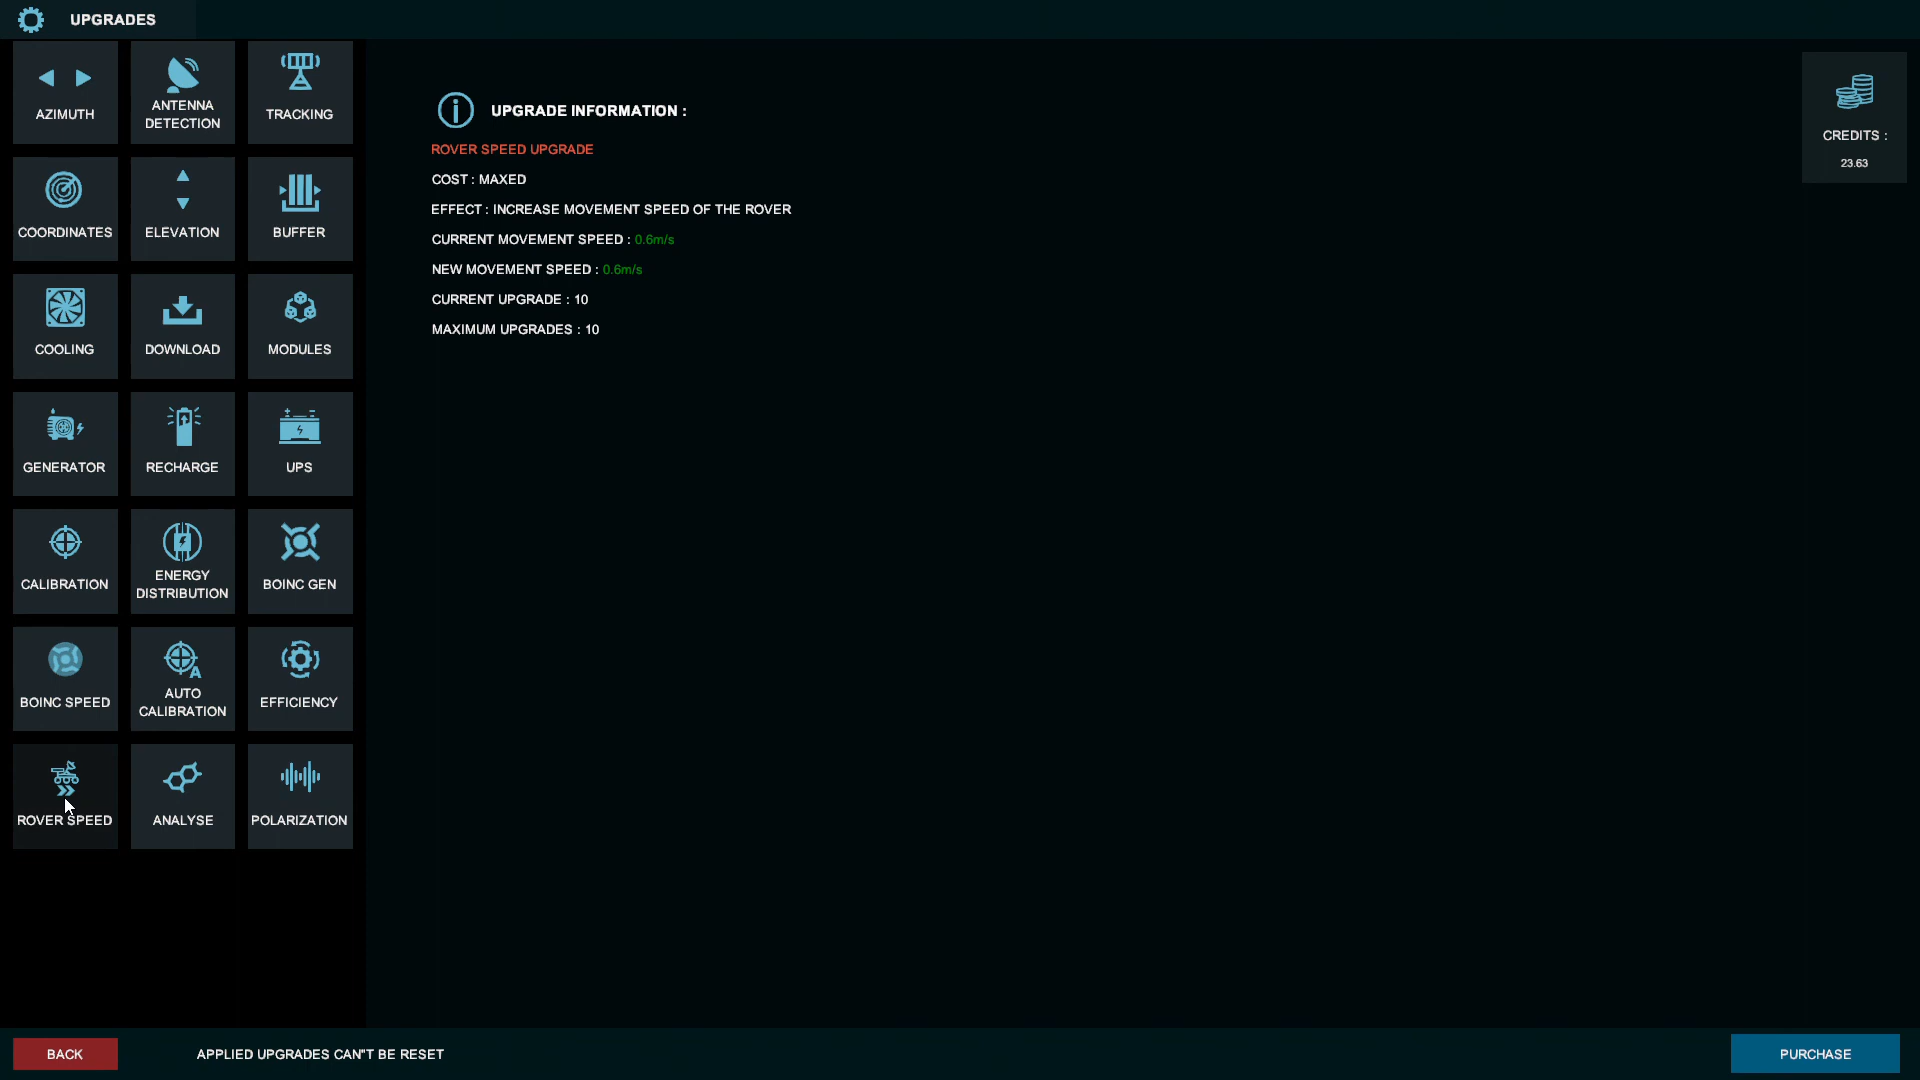 UPGRADES
AZIMUTH
ANTENNA
DETECTION
TRACKING
COORDINATES
ELEVATION
BUFFER
COOLING
DOWNLOAD
MODULES
GENERATOR
RECHARGE
UPS
CALIBRATION
ENERGY
DISTRIBUTION
BOINC GEN
BOINC SPEED
AUTO
CALIBRATION
EFFICIENCY
ROVER SPEED
ANALYSE
POLARIZATION
UPGRADE INFORMATION :
ROVER SPEED UPGRADE
COST : MAXED
EFFECT : INCREASE MOVEMENT SPEED OF THE ROVER
CURRENT MOVEMENT SPEED : 0.6m/s
NEW MOVEMENT SPEED : 0.6m/s
CURRENT UPGRADE : 10
MAXIMUM UPGRADES : 10
CREDITS :
23.63
BACK
APPLIED UPGRADES CAN"T BE RESET
PURCHASE